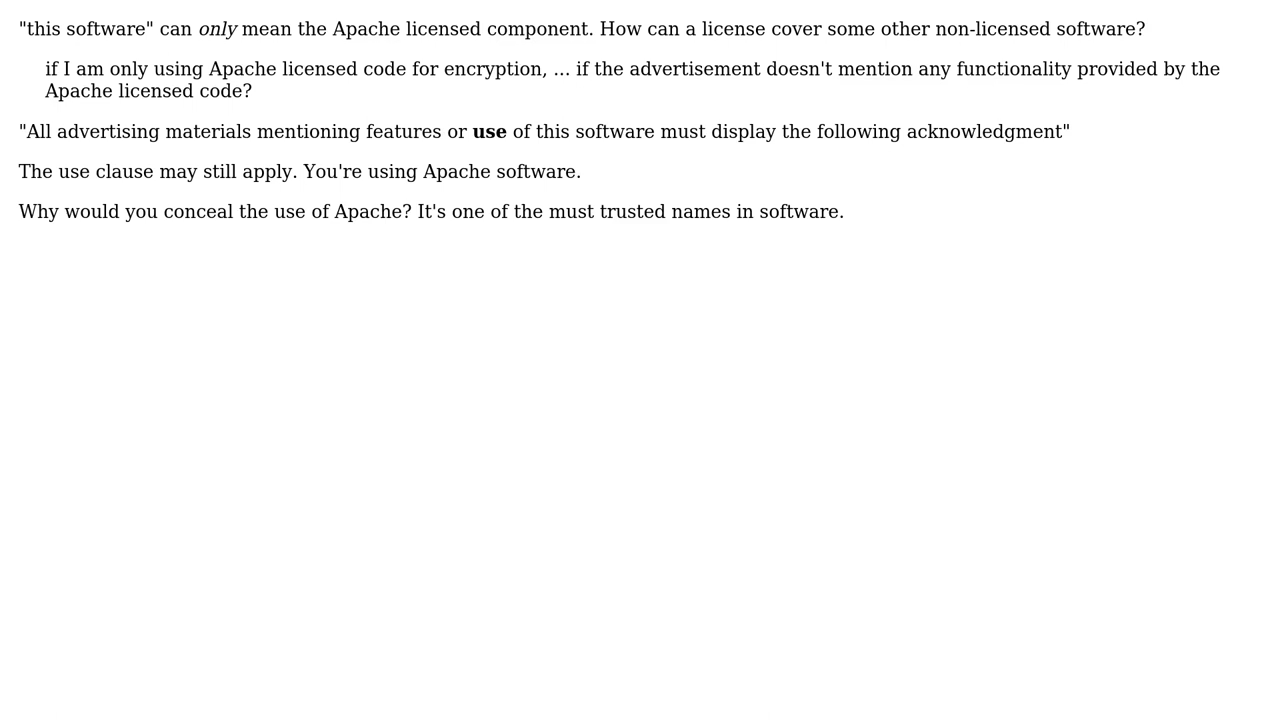 "this software" can only mean the Apache licensed component. How can a license cover some other non-licensed software?
if I am only using Apache licensed code for encryption, ... if the advertisement doesn't mention any functionality provided by the
Apache licensed code?
"All advertising materials mentioning features or use of this software must display the following acknowledgment"
The use clause may still apply. You're using Apache software.
Why would you conceal the use of Apache? It's one of the must trusted names in software.